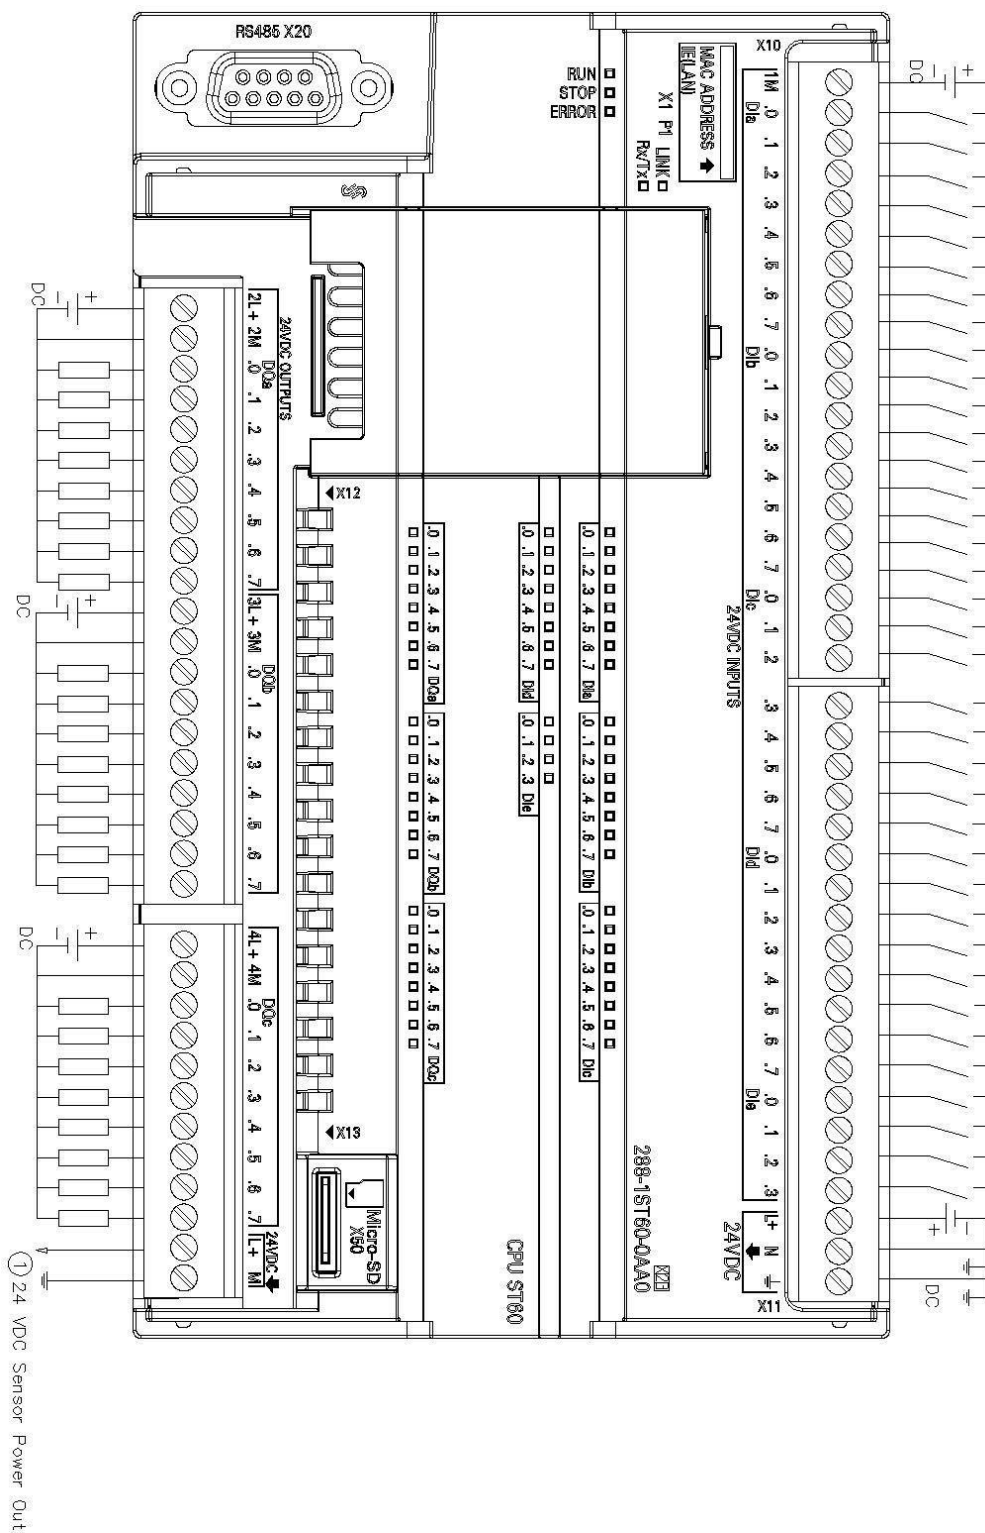 RS485 X20
RUN
STOP
ERROR
MAC ADDRESS
IE(LAN)
X1 P1 LINK
Rx/Tx
X10
DC - +
1M .0 .1 .2 .3 .4 .5 .6 .7 .0 .1 .2 .3 .4 .5 .6 .7 .0 .1 .2 .3 .4 .5 .6 .7 .0 .1 .2 .3 .4 .5 .6 .7 .0 .1 .2 .3
DIa DIb DIc DId DIe
24VDC INPUTS
L+ M
24VDC
X11
+ -
DC
.0 .1 .2 .3 .4 .5 .6 .7 DIa
.0 .1 .2 .3 .4 .5 .6 .7 DIb
.0 .1 .2 .3 .4 .5 .6 .7 DIc
.0 .1 .2 .3 .4 .5 .6 .7 DId
.0 .1 .2 .3 DIe
.0 .1 .2 .3 .4 .5 .6 .7 DQa
.0 .1 .2 .3 .4 .5 .6 .7 DQb
.0 .1 .2 .3 .4 .5 .6 .7 DQc
288-1ST60-0AA0
CPU ST60
X12
X13
Micro-SD
X50
24VDC OUTPUTS
DQa
2L+ 2M .0 .1 .2 .3 .4 .5 .6 .7
DQb
3L+ 3M .0 .1 .2 .3 .4 .5 .6 .7
DQc
4L+ 4M .0 .1 .2 .3 .4 .5 .6 .7
24VDC
L+ M
DC - +
DC - +
DC - +
① 24 VDC Sensor Power Out